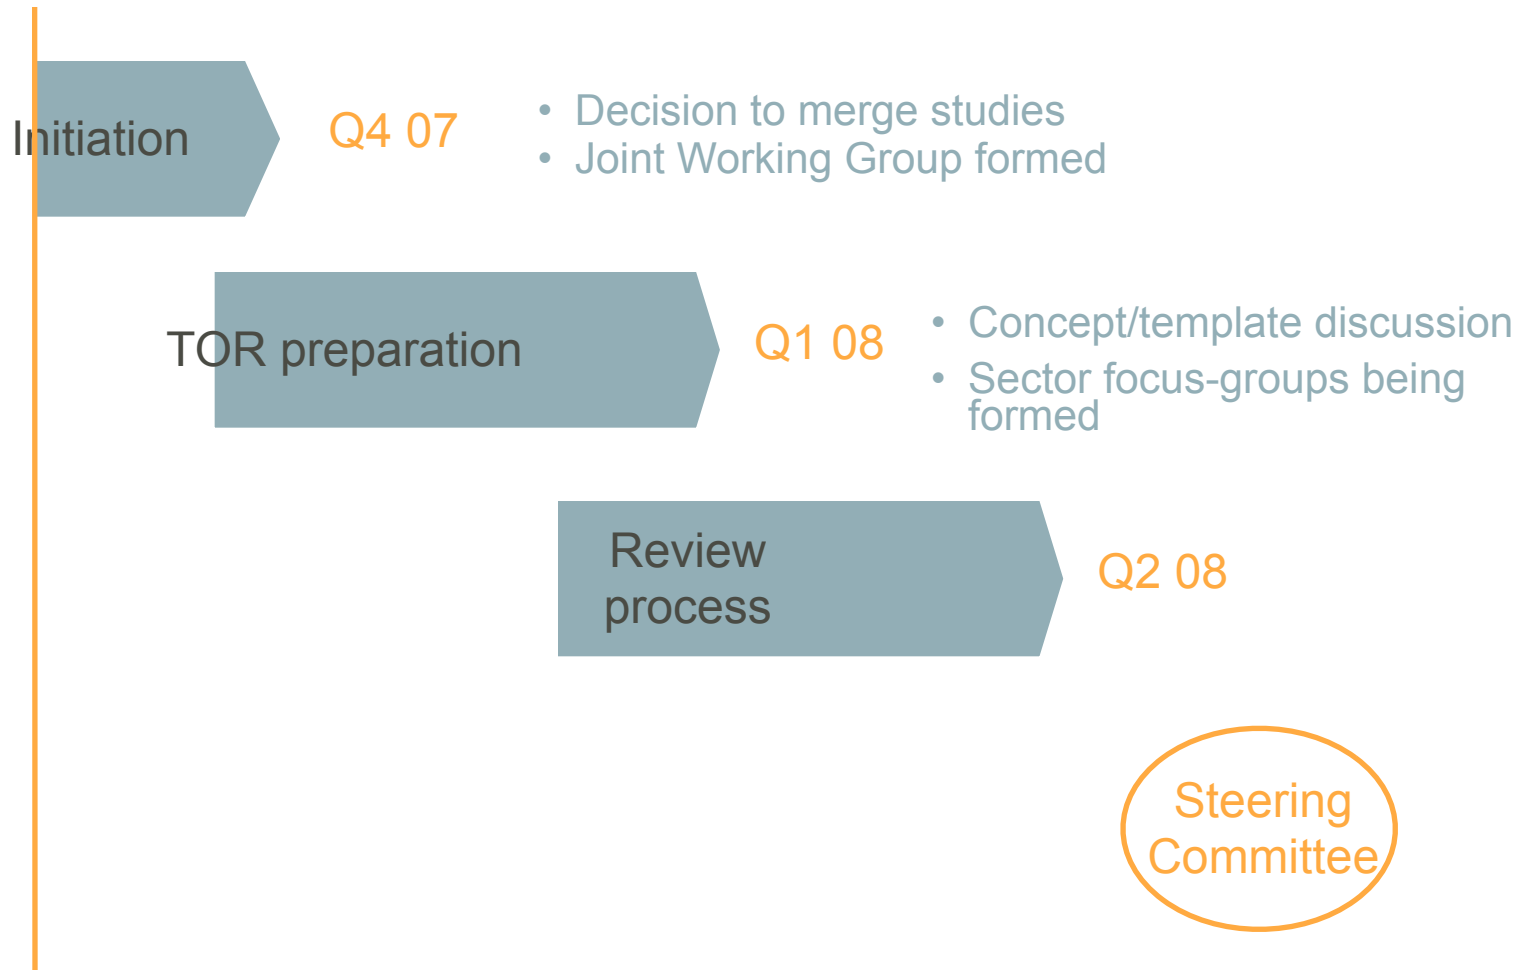 Initiation
Q4 07
• Decision to merge studies
• Joint Working Group formed
TOR preparation
Q1 08
• Concept/template discussion
• Sector focus-groups being
formed
Review
process
Q2 08
Steering
Committee